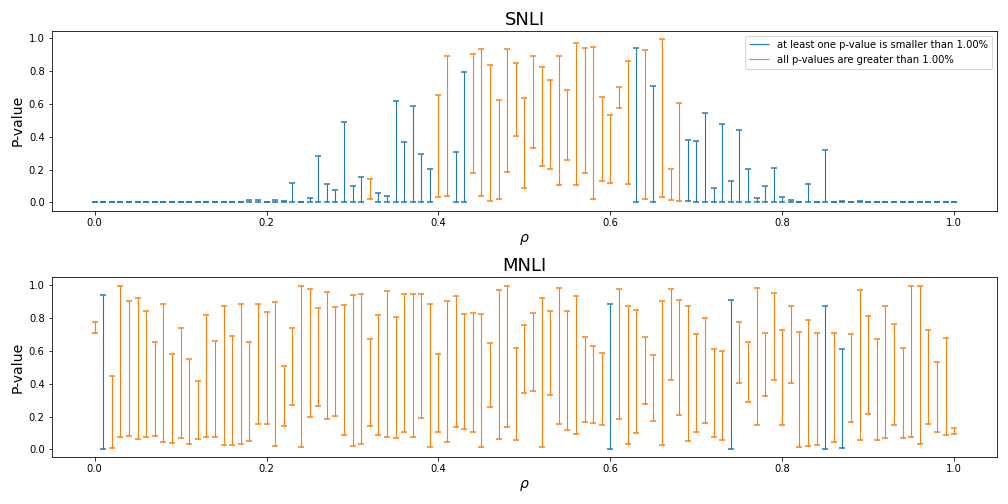 SNLI
1.0
0.8
0.6
0.4
0.2
0.0
P-value
at least one p-value is smaller than 1.00%
all p-values are greater than 1.00%
0.0 0.2 0.4 0.6 0.8 1.0
ρ
MNLI
1.0
0.8
0.6
0.4
0.2
0.0
P-value
0.0 0.2 0.4 0.6 0.8 1.0
ρ